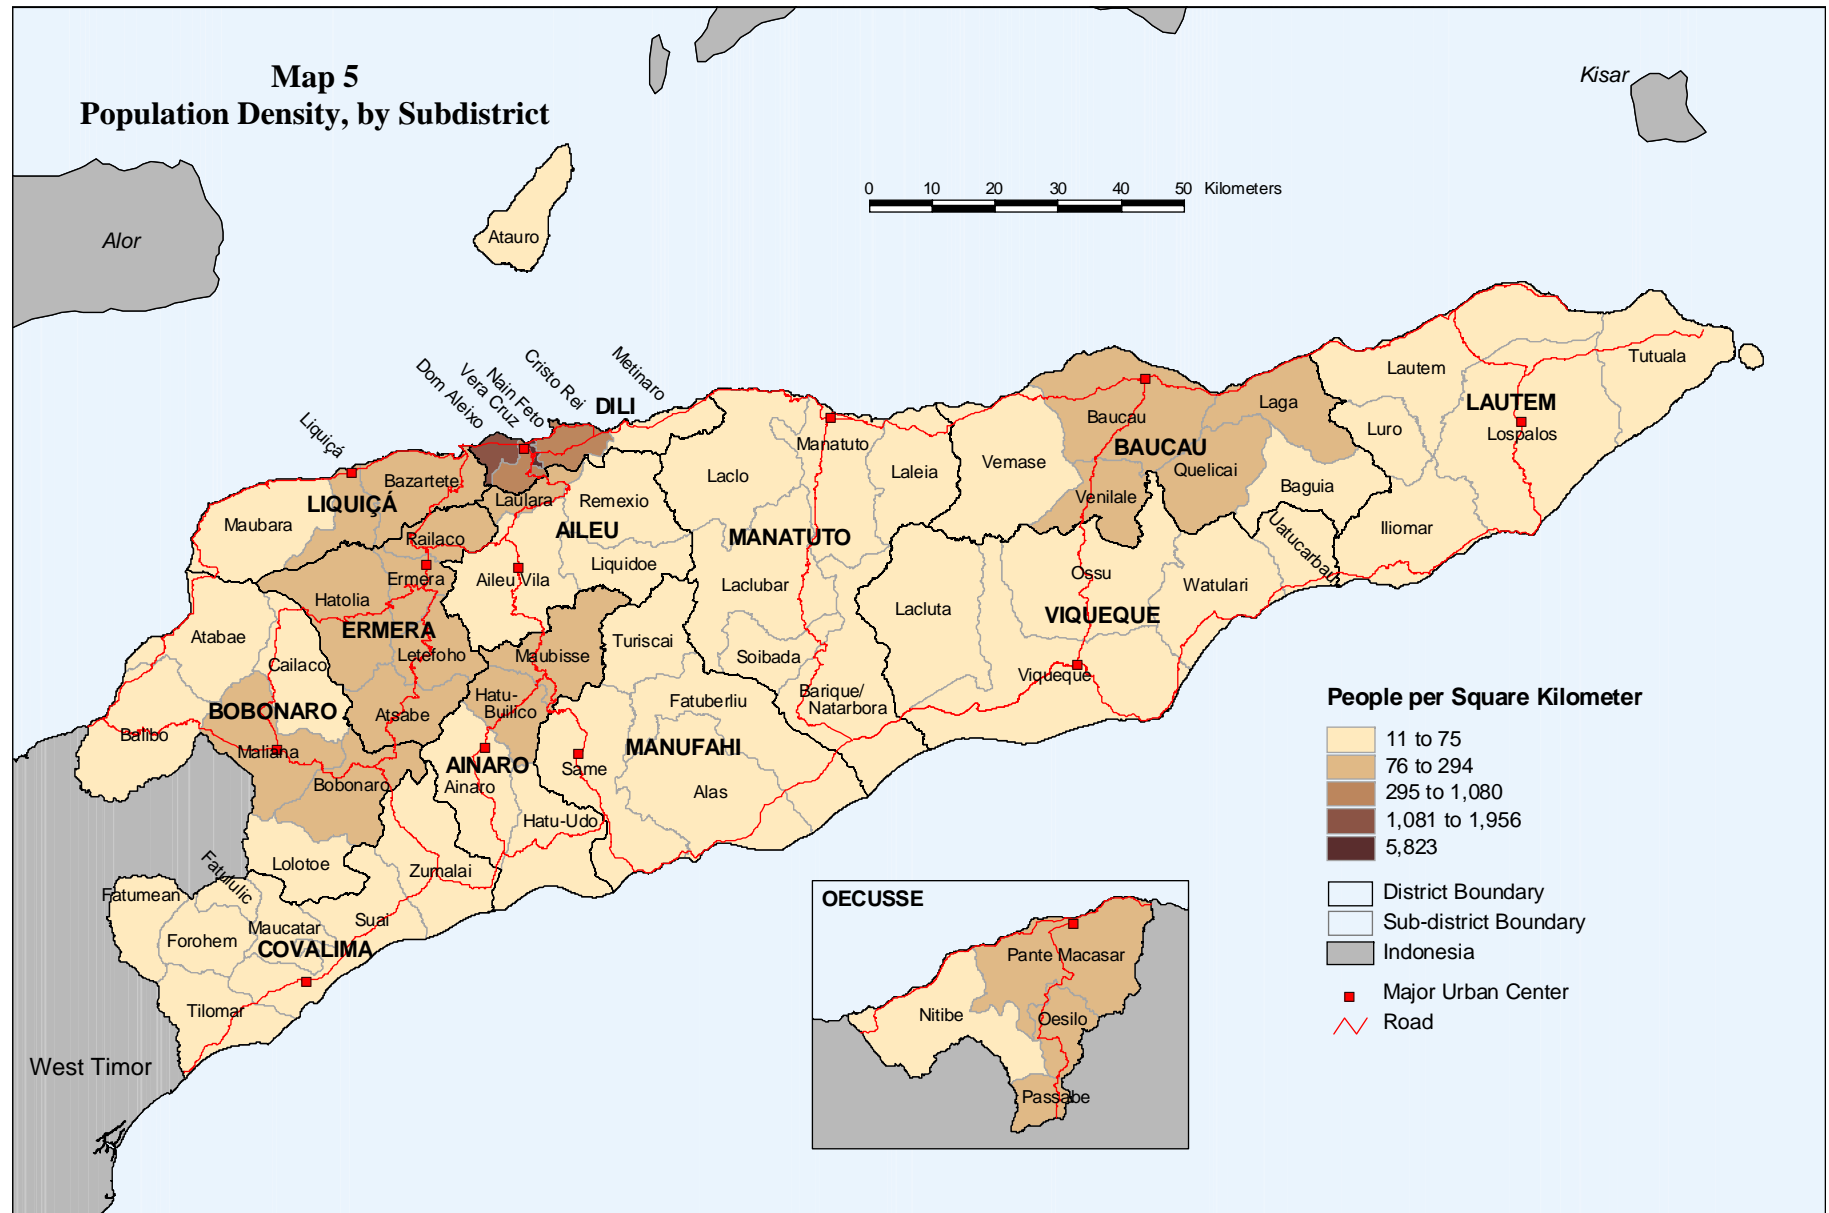 Map 5
Population Density, by Subdistrict
Kisar
0 10 20 30 40 50 Kilometers
Alor
Atauro
Metinaro
Cristo Rei
Nain Feto
Vera Cruz
Dom Aleixo
DILI
Liquiçá
Lautem
Tutuala
LAUTEM
Laga
Baucau
Luro
Lospalos
Manatuto
BAUCAU
Vemase
Quelicai
Laleia
Laclo
Baguia
Venilale
Bazartete
LIQUIÇÁ
Laulara
Remexio
Maubara
AILEU
Iliomar
Railaco
MANATUTO
Uatucarbau
Liquidoe
Ermera
Aileu Vila
Ossu
Laclubar
Watulari
Hatolia
Lacluta
VIQUEQUE
ERMERA
Atabae
Turiscai
Letefoho
Maubisse
Soibada
Cailaco
Viqueque
Hatu-
Builico
Barique/
Natarbora
Fatuberliu
BOBONARO
Atsabe
Balibo
Maliana
MANUFAHI
AINARO
Same
Bobonaro
Ainaro
Alas
Hatu-Udo
Lolotoe
Zumalai
Fatululic
Fatumean
Suai
Maucatar
Forohem
COVALIMA
Tilomar
West Timor
People per Square Kilometer
11 to 75
76 to 294
295 to 1,080
1,081 to 1,956
5,823
District Boundary
Sub-district Boundary
Indonesia
Major Urban Center
Road
OECUSSE
Pante Macasar
Nitibe
Oesilo
Passabe